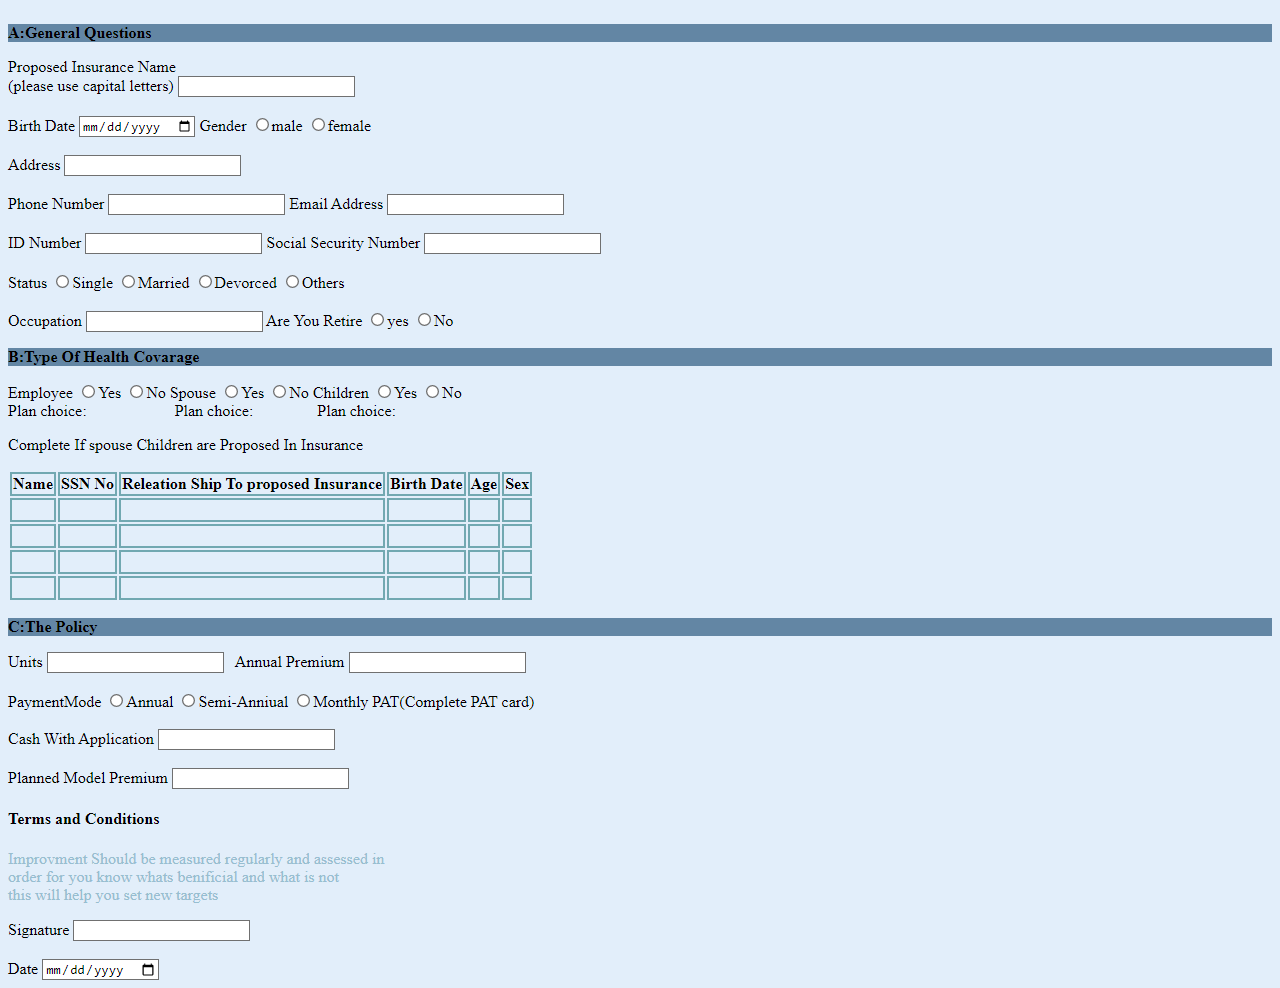 A:General Questions
Proposed Insurance Name
(please use capital letters)
Birth Date mm/dd/yyyy Gender male female
Address
Phone Number Email Address
ID Number Social Security Number
Status Single Married Devorced Others
Occupation Are You Retire yes No
B:Type Of Health Covarage
Employee Yes No Spouse Yes No Children Yes No
Plan choice: Plan choice: Plan choice:
Complete If spouse Children are Proposed In Insurance
Name SSN No Releation Ship To proposed Insurance Birth Date Age Sex
C:The Policy
Units Annual Premium
PaymentMode Annual Semi-Anniual Monthly PAT(Complete PAT card)
Cash With Application
Planned Model Premium
Terms and Conditions
Improvment Should be measured regularly and assessed in
order for you know whats benificial and what is not
this will help you set new targets
Signature
Date mm/dd/yyyy